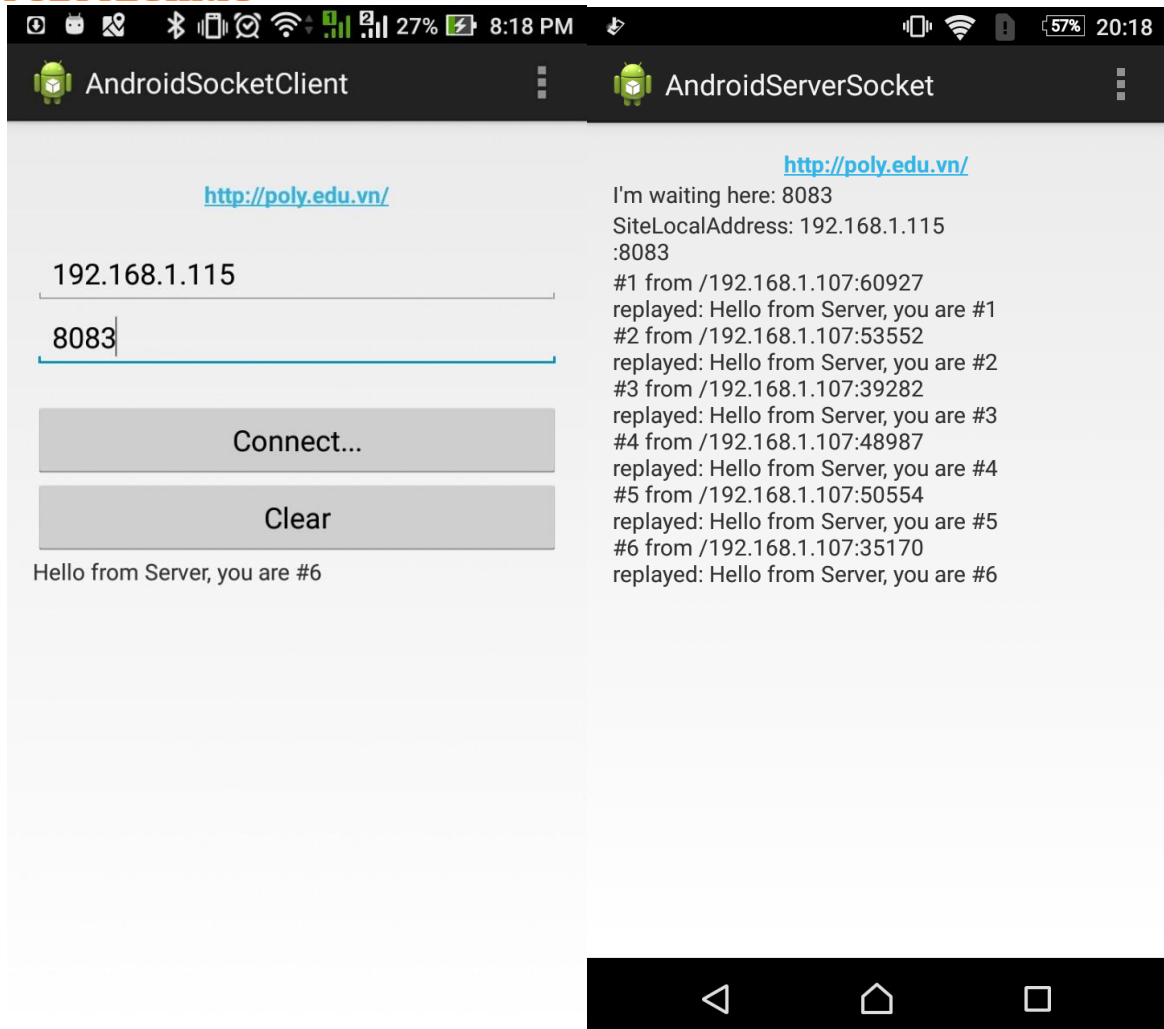 27% 8:18 PM
AndroidSocketClient
http://poly.edu.vn/
192.168.1.115
8083
Connect...
Clear
Hello from Server, you are #6
57% 20:18
AndroidServerSocket
http://poly.edu.vn/
I'm waiting here: 8083
SiteLocalAddress: 192.168.1.115
:8083
#1 from /192.168.1.107:60927
replayed: Hello from Server, you are #1
#2 from /192.168.1.107:53552
replayed: Hello from Server, you are #2
#3 from /192.168.1.107:39282
replayed: Hello from Server, you are #3
#4 from /192.168.1.107:48987
replayed: Hello from Server, you are #4
#5 from /192.168.1.107:50554
replayed: Hello from Server, you are #5
#6 from /192.168.1.107:35170
replayed: Hello from Server, you are #6